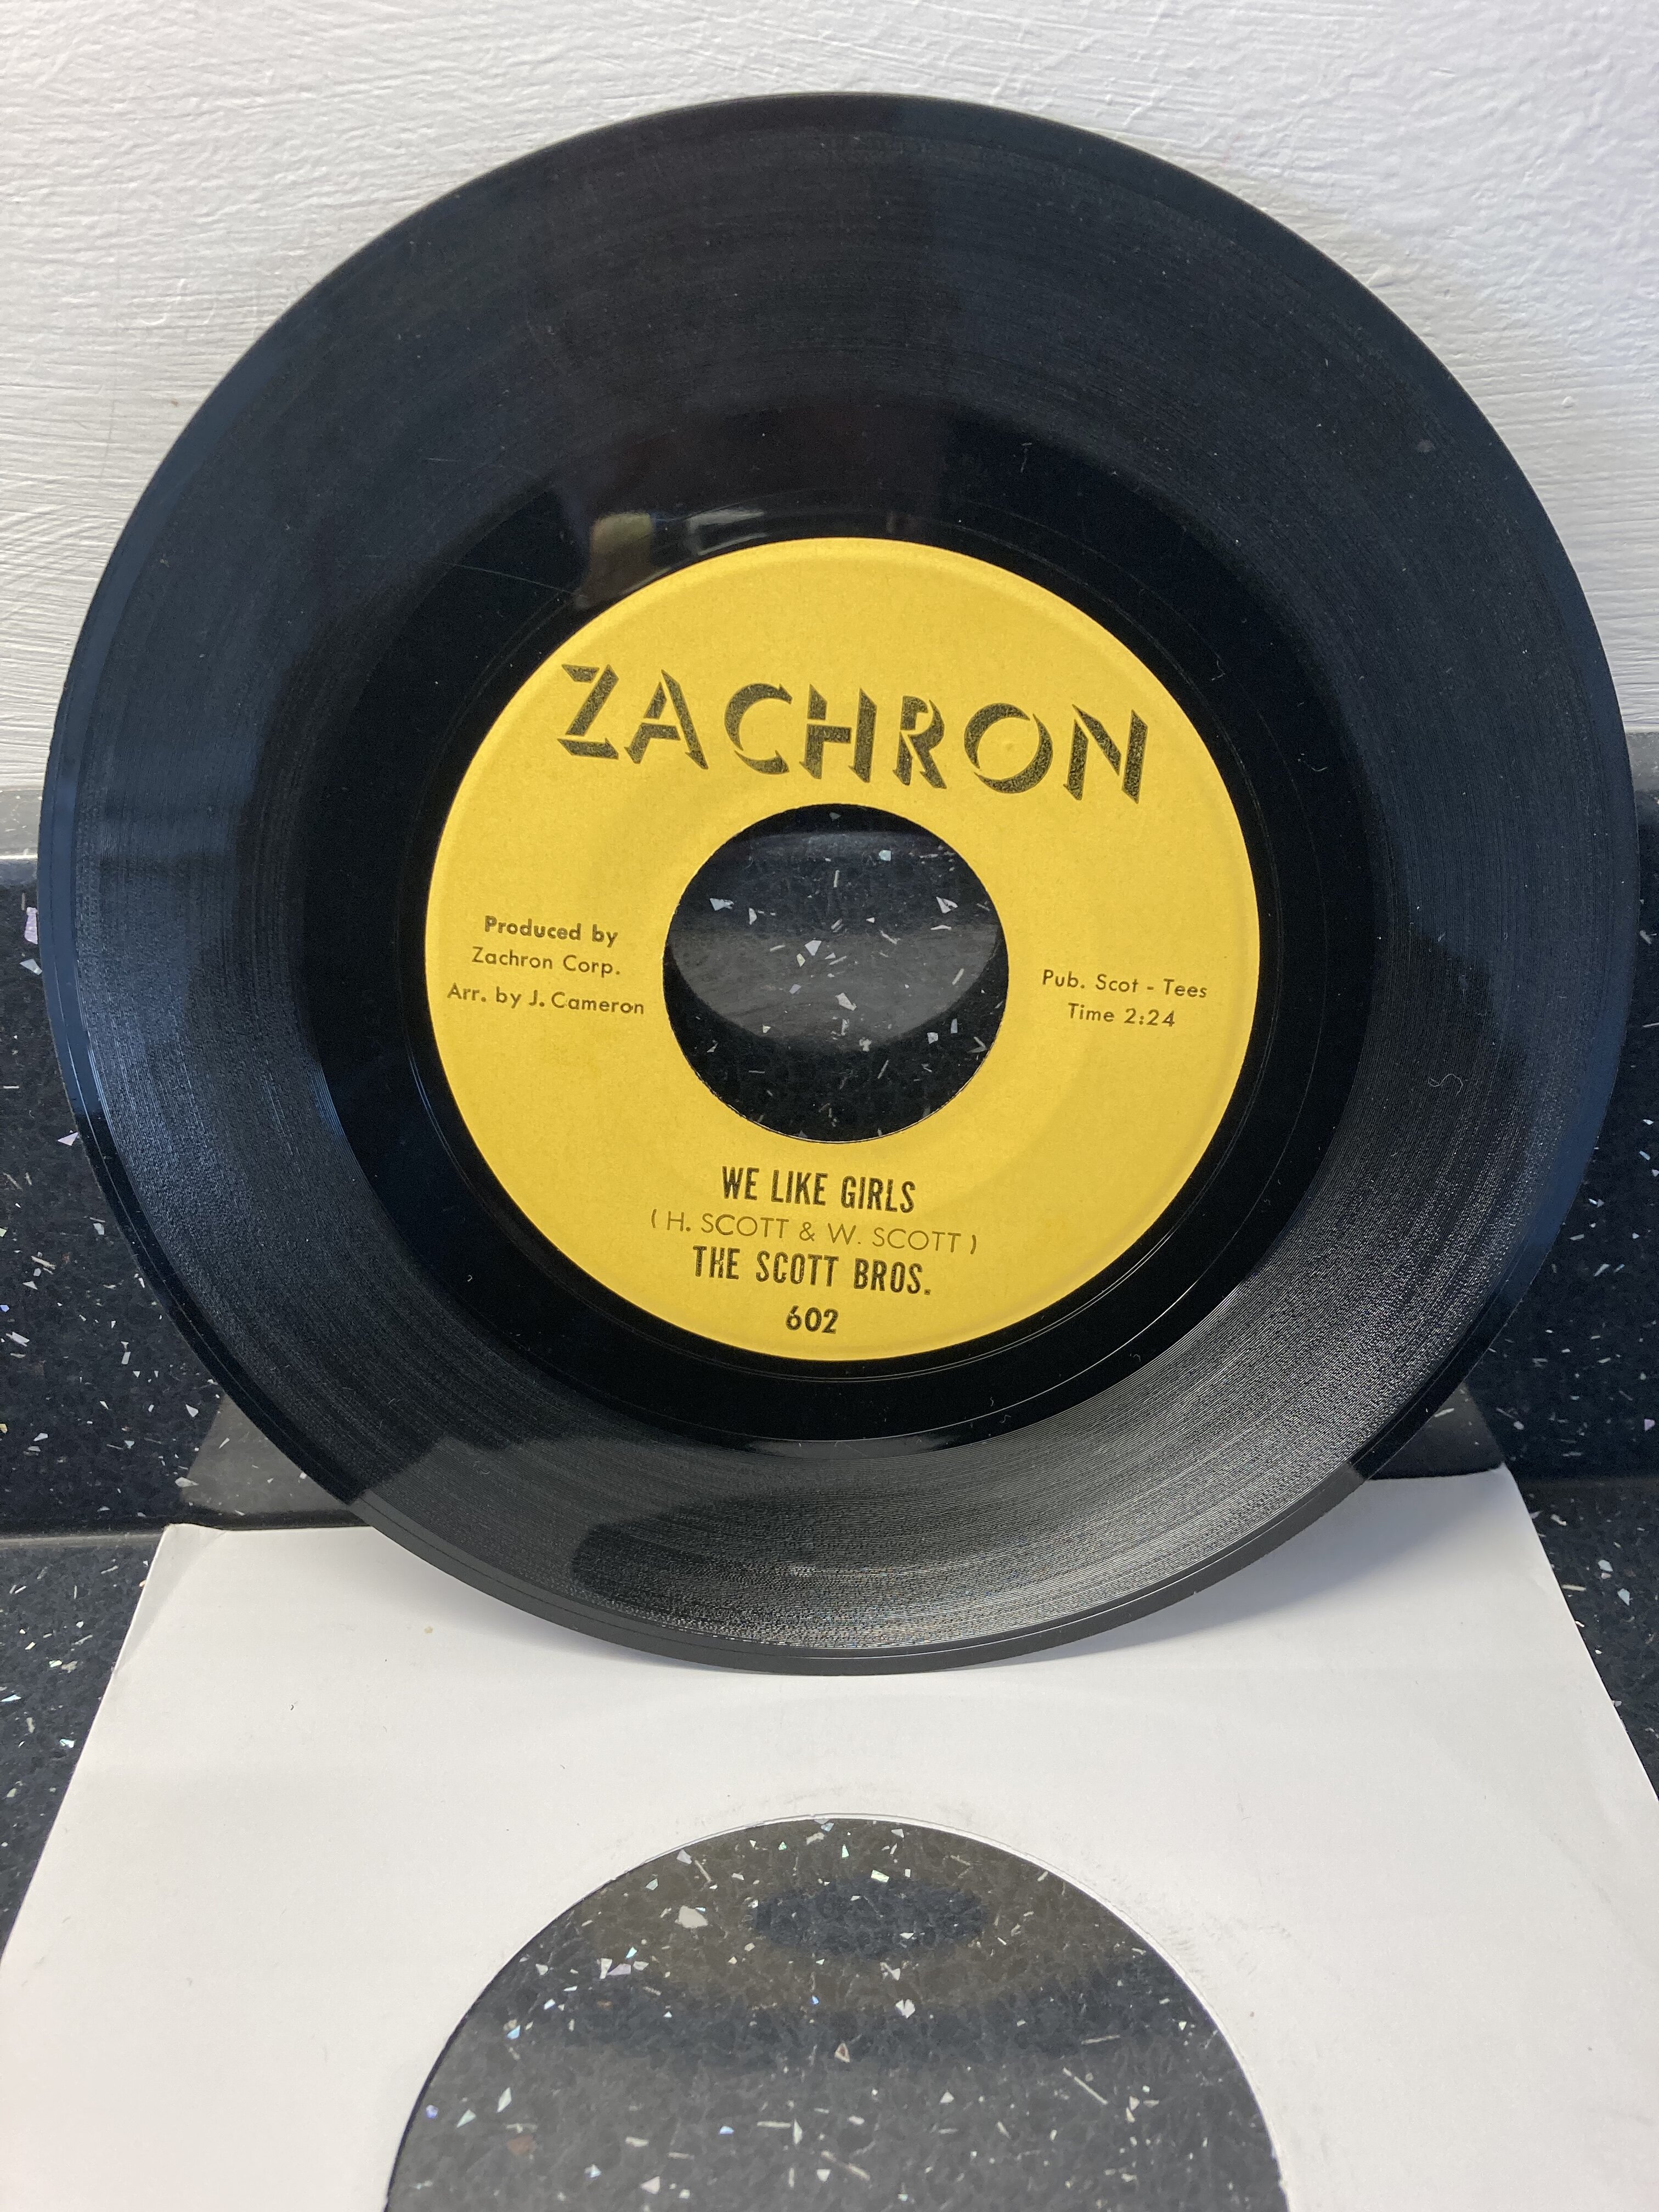 ZACHRON
Produced by
Zachron Corp.
Arr. by J. Cameron
Pub. Scot - Tees
Time 2:24
WE LIKE GIRLS
( H. SCOTT & W. SCOTT )
THE SCOTT BROS.
602